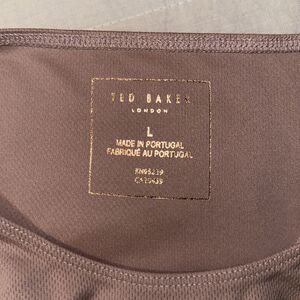 TED BAKER
LONDON
L
MADE IN PORTUGAL
FABRIQUÉ AU PORTUGAL